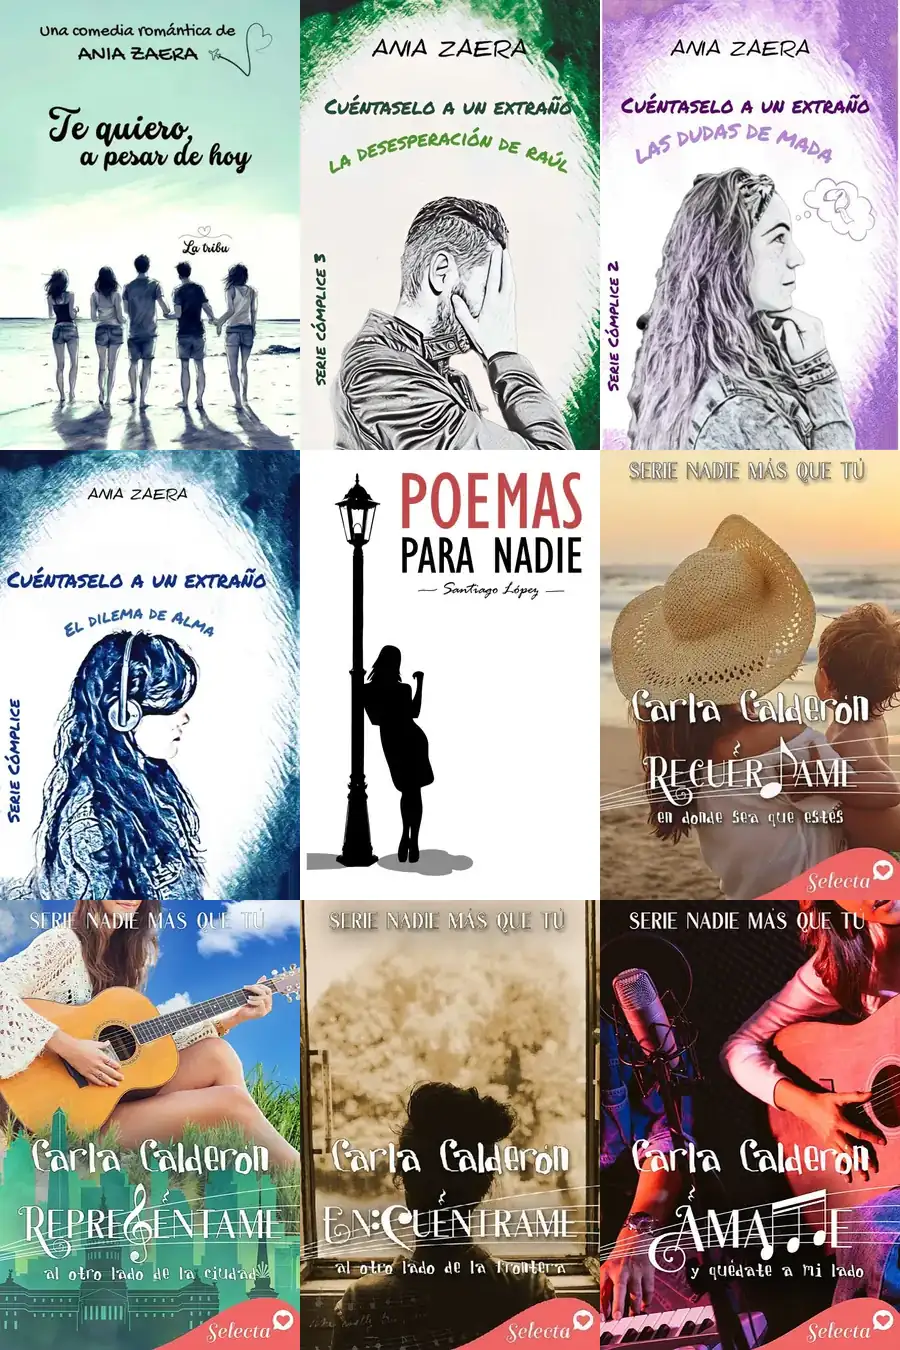 Una comedia romántica de
ANIA ZAERA
Te quiero,
a pesar de hoy
La tribu
ANIA ZAERA
CUÉNTASELO A UN EXTRAÑO
LA DESESPERACIÓN DE RAÚL
SERIE CÓMPLICE 3
ANIA ZAERA
CUÉNTASELO A UN EXTRAÑO
LAS DUDAS DE MADA
SERIE CÓMPLICE 2
ANIA ZAERA
CUÉNTASELO A UN EXTRAÑO
EL DILEMA DE ALMA
SERIE CÓMPLICE
POEMAS
PARA NADIE
Santiago López
SERIE NADIE MÁS QUE TÚ
Carla Calderón
RECUÉRDAME
en donde sea que estés
Selecta
SERIE NADIE MÁS QUE TÚ
Carla Calderón
REPRESÉNTAME
al otro lado de la ciudad
Selecta
SERIE NADIE MÁS QUE TÚ
Carla Calderón
ENCUÉNTRAME
al otro lado de la frontera
Selecta
SERIE NADIE MÁS QUE TÚ
Carla Calderón
ÁMAME
y quédate a mi lado
Selecta